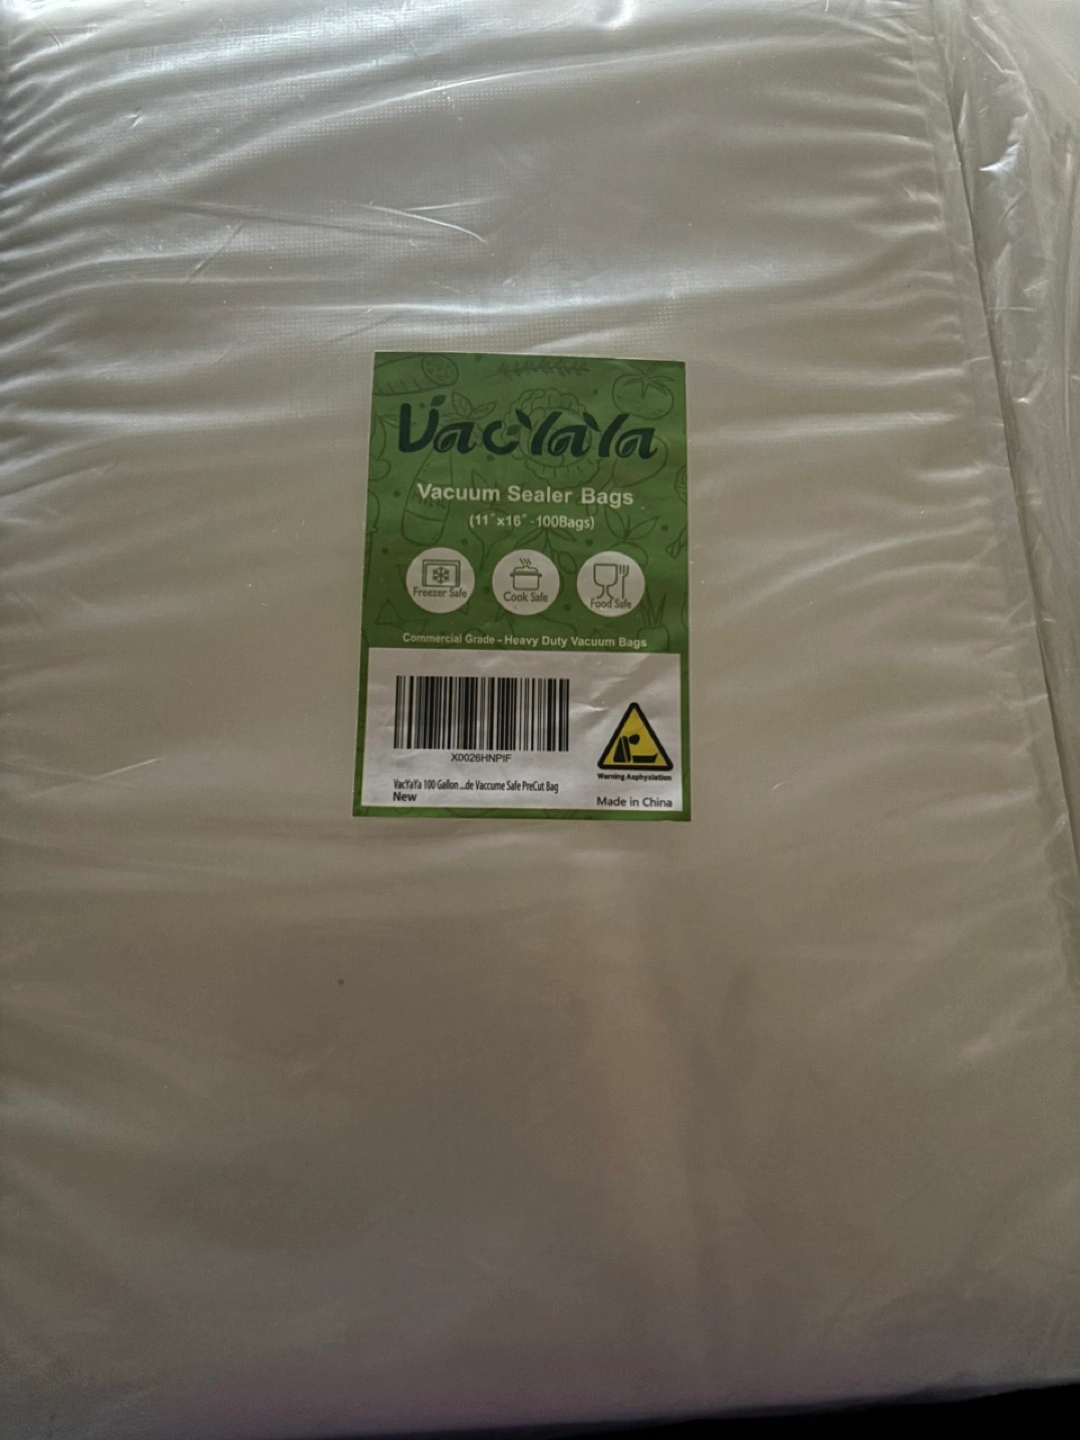 VacYaYa
Vacuum Sealer Bags
(11″x16″-100Bags)
Freezer Safe
Cook Safe
Food Safe
Commercial Grade - Heavy Duty Vacuum Bags
X0026HNPIF
VacYaYa 100 Gallon ...de Vaccume Safe PreCut Bag
New
Warning Asphyxiation
Made in China